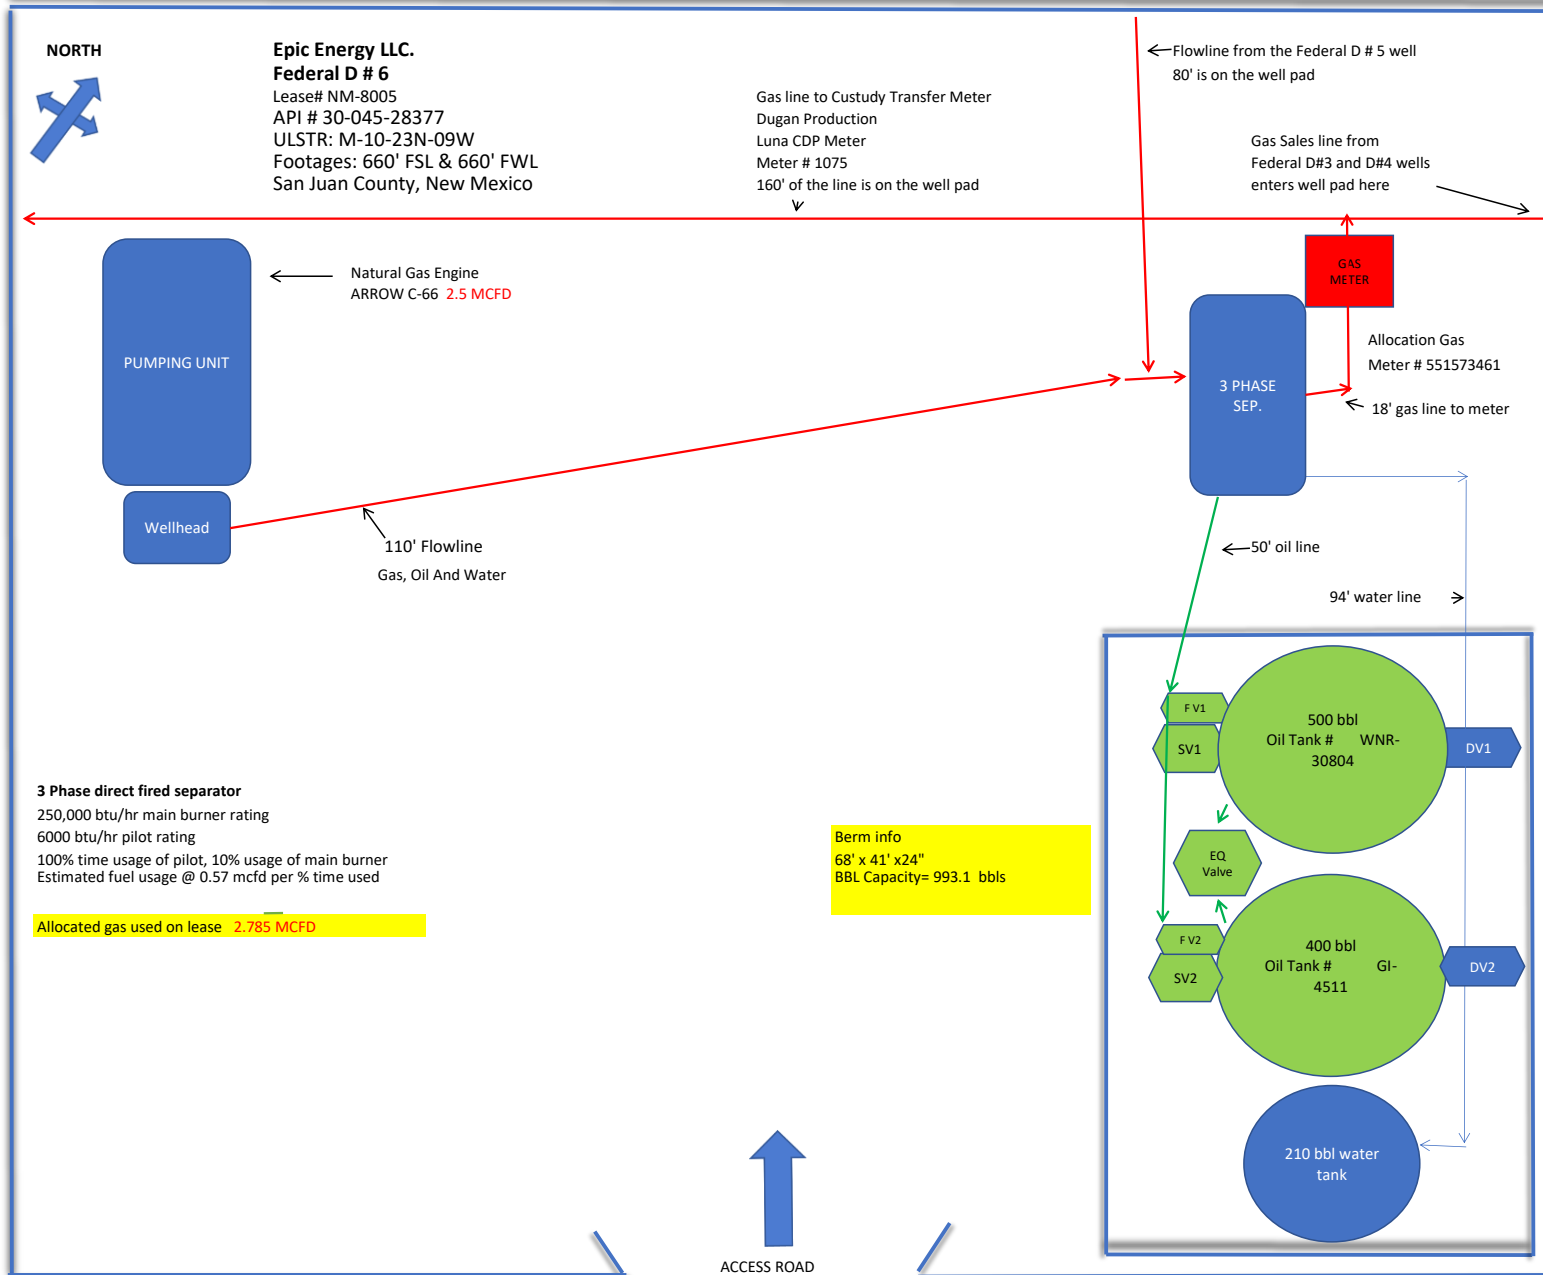 NORTH
Epic Energy LLC.
Federal D # 6
Lease# NM-8005
API # 30-045-28377
ULSTR: M-10-23N-09W
Footages: 660' FSL & 660' FWL
San Juan County, New Mexico
Gas line to Custudy Transfer Meter
Dugan Production
Luna CDP Meter
Meter # 1075
160' of the line is on the well pad
Flowline from the Federal D # 5 well
80' is on the well pad
Gas Sales line from
Federal D#3 and D#4 wells
enters well pad here
Natural Gas Engine
ARROW C-66 2.5 MCFD
PUMPING UNIT
GAS
METER
3 PHASE
SEP.
Allocation Gas
Meter # 551573461
18' gas line to meter
Wellhead
110' Flowline
Gas, Oil And Water
50' oil line
94' water line
F V1
SV1
500 bbl
Oil Tank # WNR-
30804
DV1
EQ
Valve
F V2
SV2
400 bbl
Oil Tank # GI-
4511
DV2
210 bbl water
tank
3 Phase direct fired separator
250,000 btu/hr main burner rating
6000 btu/hr pilot rating
100% time usage of pilot, 10% usage of main burner
Estimated fuel usage @ 0.57 mcfd per % time used
Allocated gas used on lease 2.785 MCFD
Berm info
68' x 41' x24"
BBL Capacity= 993.1 bbls
ACCESS ROAD